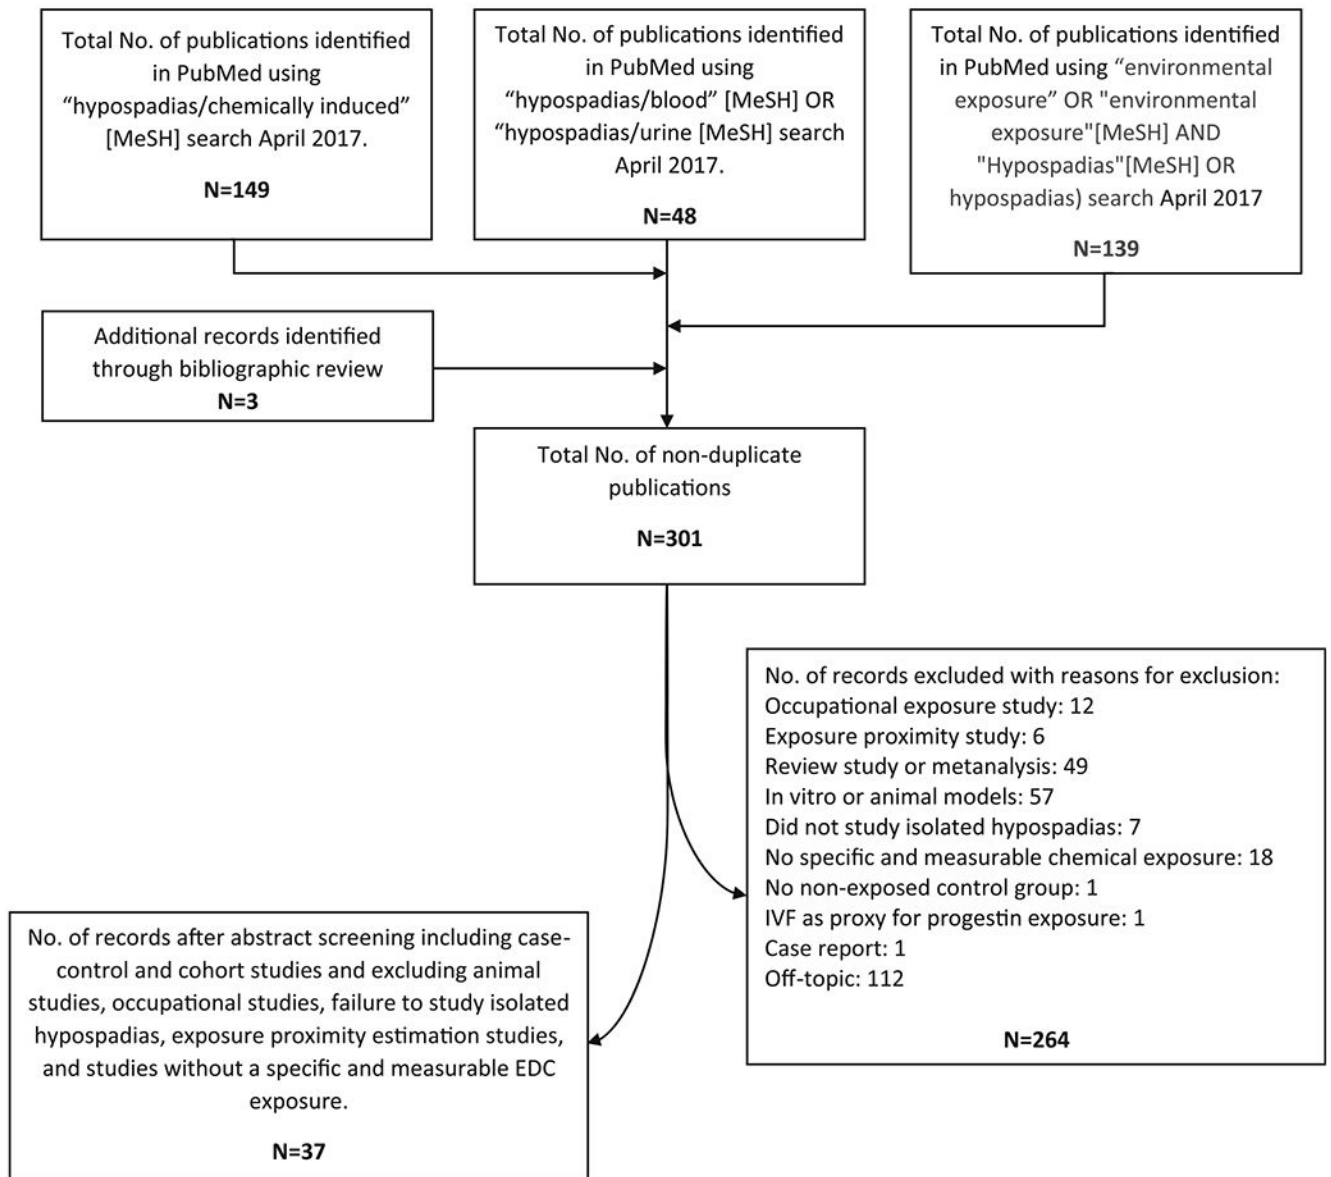 Total No. of publications identified
in PubMed using
“hypospadias/chemically induced”
[MeSH] search April 2017.
N=149
Total No. of publications identified
in PubMed using
“hypospadias/blood” [MeSH] OR
“hypospadias/urine [MeSH] search
April 2017.
N=48
Total No. of publications identified
in PubMed using “environmental
exposure” OR "environmental
exposure"[MeSH] AND
"Hypospadias"[MeSH] OR
hypospadias) search April 2017
N=139
Additional records identified
through bibliographic review
N=3
Total No. of non-duplicate
publications
N=301
No. of records excluded with reasons for exclusion:
Occupational exposure study: 12
Exposure proximity study: 6
Review study or metanalysis: 49
In vitro or animal models: 57
Did not study isolated hypospadias: 7
No specific and measurable chemical exposure: 18
No non-exposed control group: 1
IVF as proxy for progestin exposure: 1
Case report: 1
Off-topic: 112
N=264
No. of records after abstract screening including case-
control and cohort studies and excluding animal
studies, occupational studies, failure to study isolated
hypospadias, exposure proximity estimation studies,
and studies without a specific and measurable EDC
exposure.
N=37